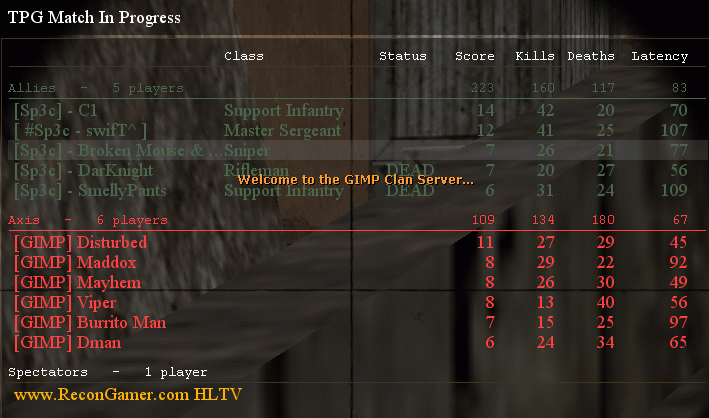 TPG Match In Progress
Class Status Score Kills Deaths Latency
Allies - 5 players 223 160 117 83
[Sp3c] - C1 Support Infantry 14 42 20 70
[ #Sp3c - swifT^ ] Master Sergeant 12 41 25 107
[Sp3c] - Broken Mouse & ... Sniper 7 26 21 77
[Sp3c] - DarKnight Rifleman DEAD 7 20 27 56
Welcome to the GIMP Clan Server...
[Sp3c] - SmellyPants Support Infantry DEAD 6 31 24 109
Axis - 6 players 109 134 180 67
[GIMP] Disturbed 11 27 29 45
[GIMP] Maddox 8 29 22 92
[GIMP] Mayhem 8 26 30 49
[GIMP] Viper 8 13 40 56
[GIMP] Burrito Man 7 15 25 97
[GIMP] Dman 6 24 34 65
Spectators - 1 player
www.ReconGamer.com HLTV